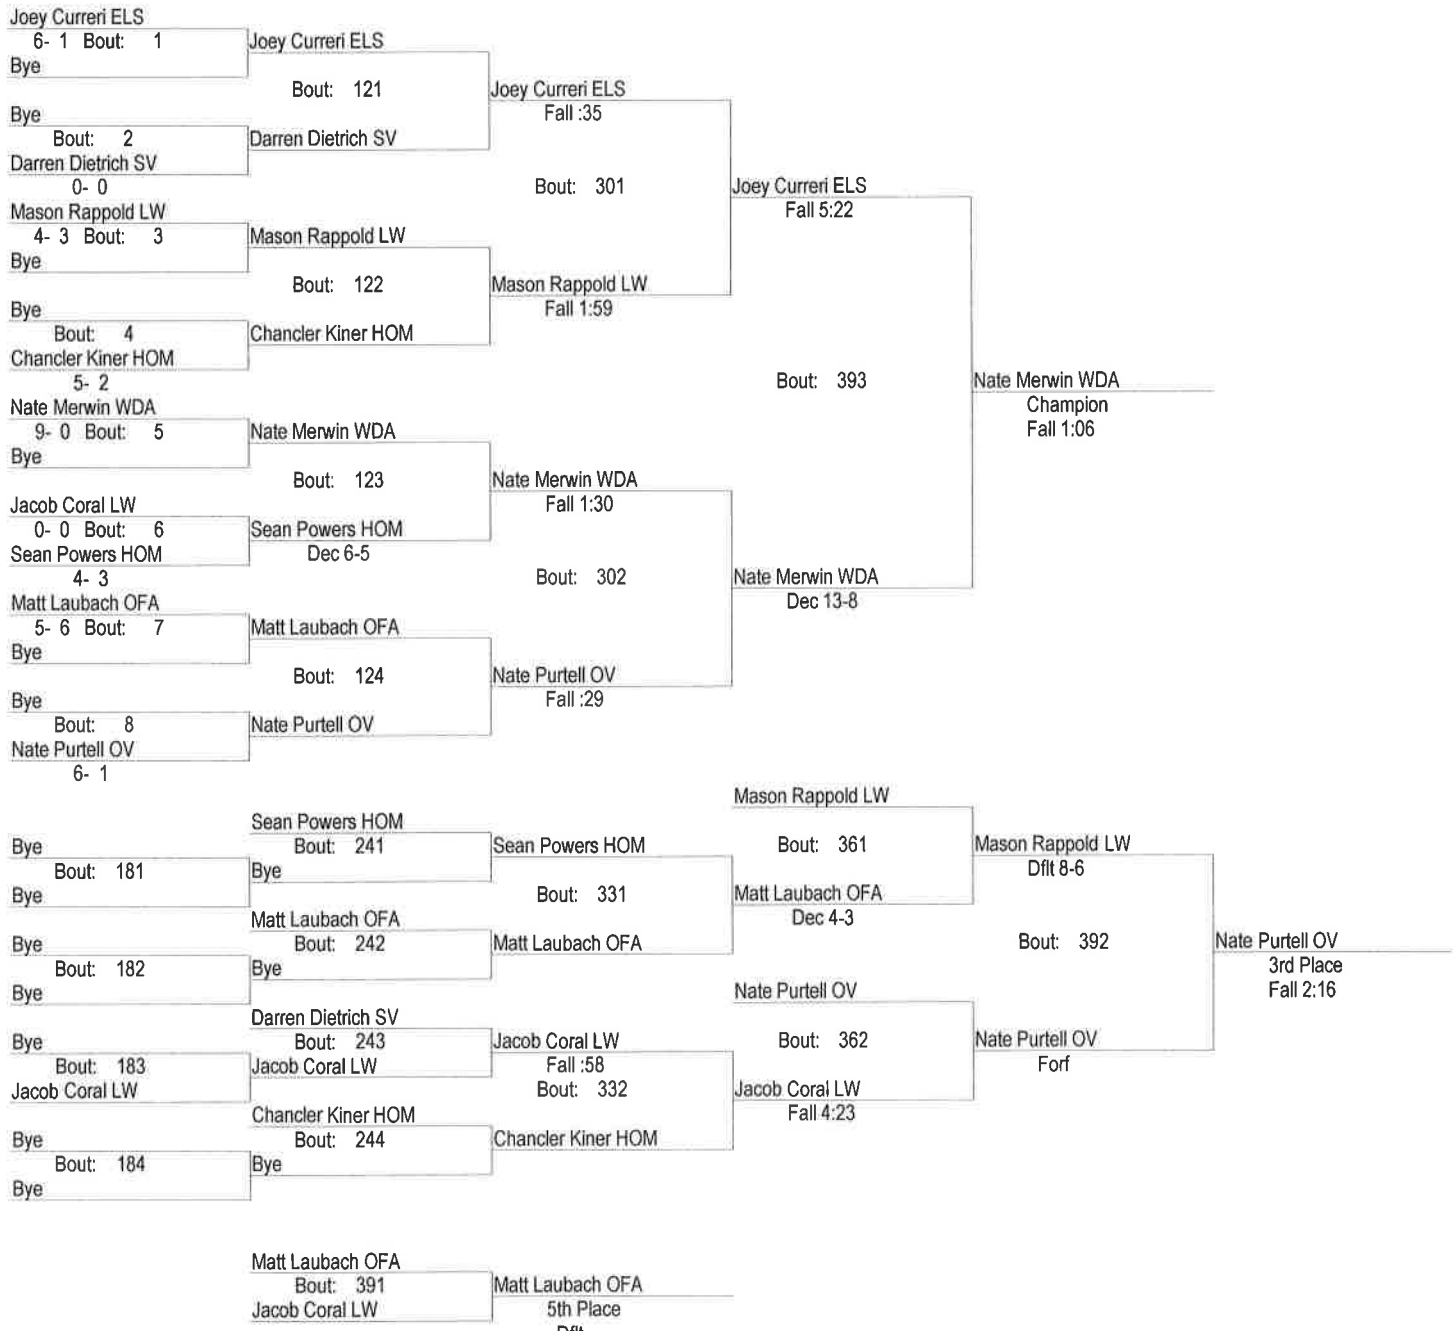 Joey Curreri ELS
6- 1 Bout: 1
Bye
Joey Curreri ELS
Bout: 121
Bye
Bout: 2
Darren Dietrich SV
0- 0
Darren Dietrich SV
Joey Curreri ELS
Fall :35
Bout: 301
Mason Rappold LW
4- 3 Bout: 3
Bye
Mason Rappold LW
Bout: 122
Bye
Bout: 4
Chancler Kiner HOM
5- 2
Chancler Kiner HOM
Mason Rappold LW
Fall 1:59
Joey Curreri ELS
Fall 5:22
Bout: 393
Nate Merwin WDA
Champion
Fall 1:06
Nate Merwin WDA
9- 0 Bout: 5
Bye
Nate Merwin WDA
Bout: 123
Jacob Coral LW
0- 0 Bout: 6
Sean Powers HOM
4- 3
Sean Powers HOM
Dec 6-5
Nate Merwin WDA
Fall 1:30
Bout: 302
Matt Laubach OFA
5- 6 Bout: 7
Bye
Matt Laubach OFA
Bout: 124
Bye
Bout: 8
Nate Purtell OV
6- 1
Nate Purtell OV
Nate Purtell OV
Fall :29
Nate Merwin WDA
Dec 13-8
Bye
Bout: 181
Bye
Sean Powers HOM
Bout: 241
Bye
Sean Powers HOM
Bout: 331
Bye
Bout: 182
Bye
Matt Laubach OFA
Bout: 242
Bye
Matt Laubach OFA
Mason Rappold LW
Bout: 361
Matt Laubach OFA
Dec 4-3
Mason Rappold LW
Dflt 8-6
Bout: 392
Nate Purtell OV
3rd Place
Fall 2:16
Bye
Bout: 183
Jacob Coral LW
Darren Dietrich SV
Bout: 243
Jacob Coral LW
Jacob Coral LW
Fall :58
Bout: 332
Bye
Bout: 184
Bye
Chancler Kiner HOM
Bout: 244
Bye
Chancler Kiner HOM
Nate Purtell OV
Bout: 362
Jacob Coral LW
Fall 4:23
Nate Purtell OV
Forf
Matt Laubach OFA
Bout: 391
Jacob Coral LW
Matt Laubach OFA
5th Place
Dflt